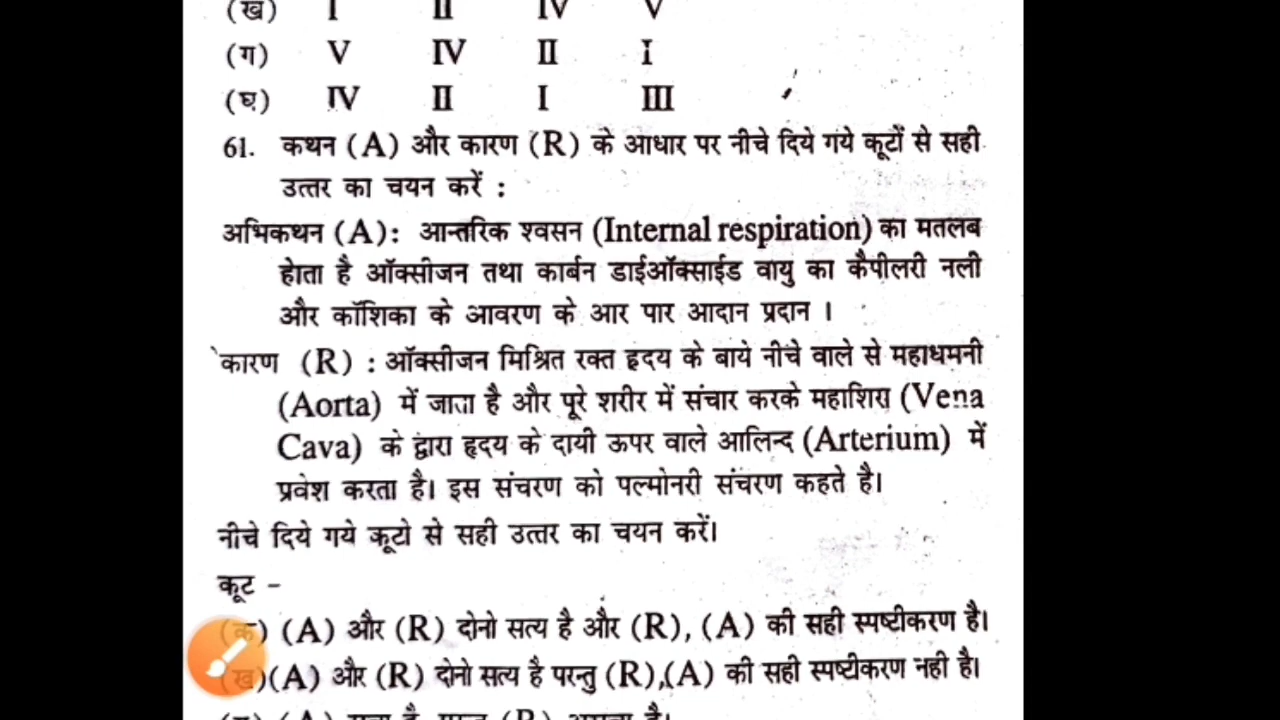 (ख) I II IV V
(ग) V IV II I
(घ) IV II I III
61. कथन (A) और कारण (R) के आधार पर नीचे दिये गये कूटों से सही
उत्तर का चयन करें :
अभिकथन (A): आन्तरिक श्वसन (Internal respiration) का मतलब
होता है ऑक्सीजन तथा कार्बन डाईऑक्साईड वायु का कैपीलरी नली
और कॉशिका के आवरण के आर पार आदान प्रदान ।
कारण (R) : ऑक्सीजन मिश्रित रक्त हृदय के बाये नीचे वाले से महाधमनी
(Aorta) में जाता है और पूरे शरीर में संचार करके महाशिरा (Vena
Cava) के द्वारा हृदय के दायी ऊपर वाले आलिन्द (Arterium) में
प्रवेश करता है। इस संचरण को पल्मोनरी संचरण कहते है।
नीचे दिये गये कूटो से सही उत्तर का चयन करें।
कूट -
(क) (A) और (R) दोनो सत्य है और (R), (A) की सही स्पष्टीकरण है।
(ख)(A) और (R) दोनो सत्य है परन्तु (R),(A) की सही स्पष्टीकरण नही है।